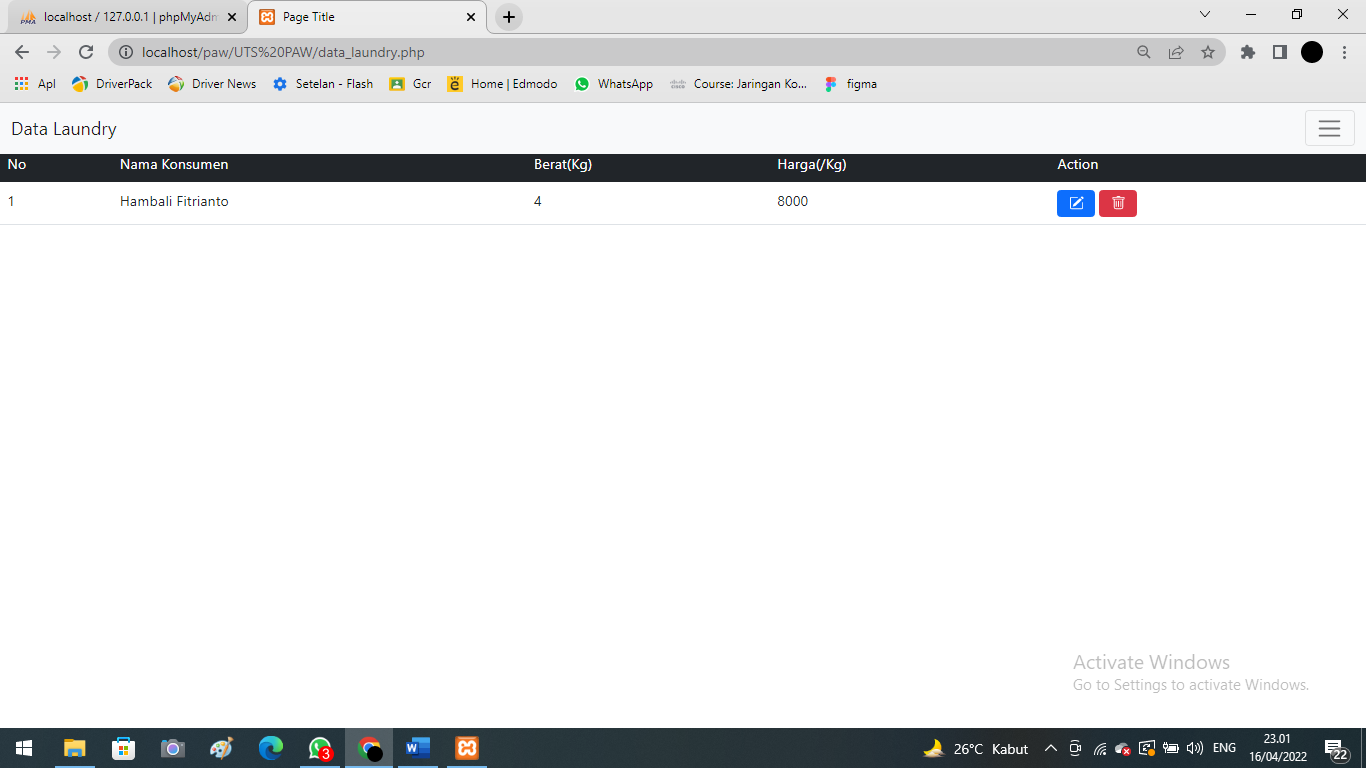 localhost / 127.0.0.1 | phpMyAdm
Page Title
localhost/paw/UTS%20PAW/data_laundry.php
Apl
DriverPack
Driver News
Setelan - Flash
Gcr
Home | Edmodo
WhatsApp
Course: Jaringan Ko...
figma
Data Laundry
No Nama Konsumen Berat(Kg) Harga(/Kg) Action
1 Hambali Fitrianto 4 8000
Activate Windows
Go to Settings to activate Windows.
3
26°C Kabut
ENG
23.01
16/04/2022
22